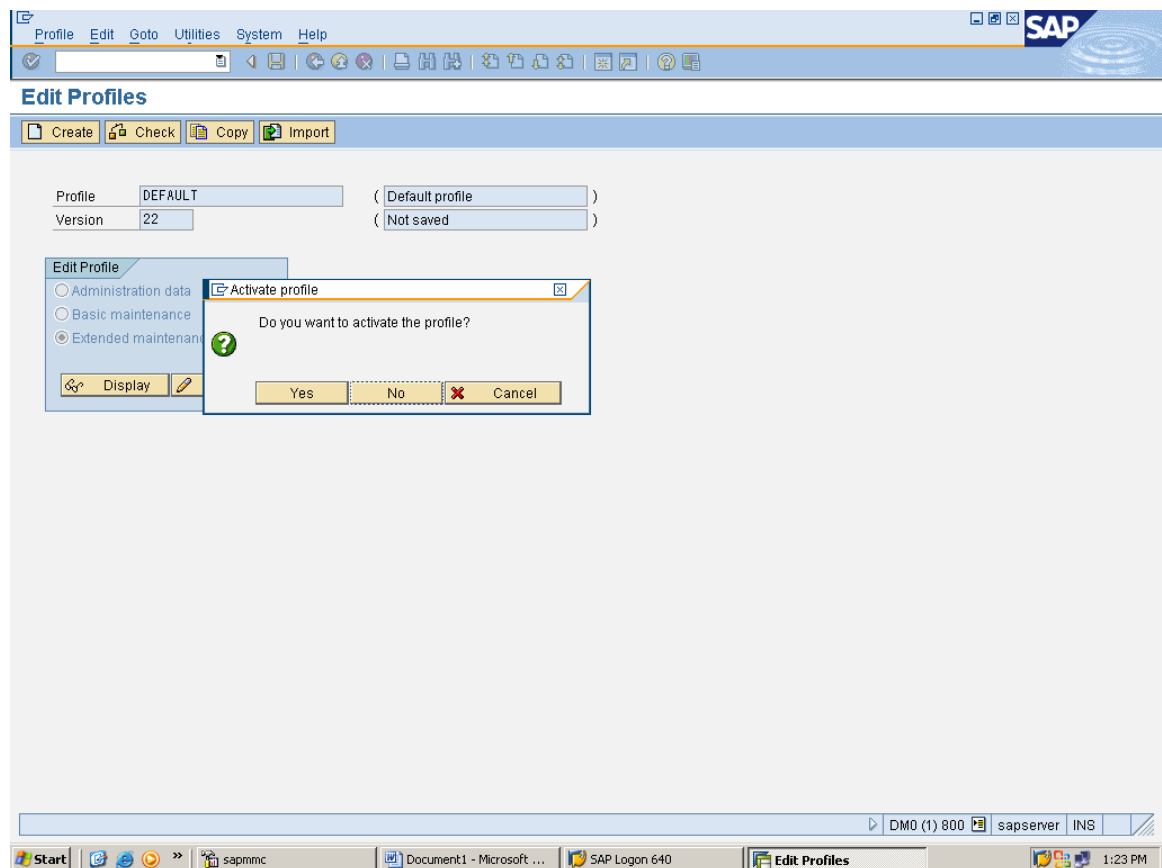 Profile Edit Goto Utilities System Help
SAP
Edit Profiles
Create Check Copy Import
Profile DEFAULT ( Default profile )
Version 22 ( Not saved )
Edit Profile
Administration data
Basic maintenance
Extended maintenanc
Display
Activate profile
Do you want to activate the profile?
Yes No Cancel
DM0 (1) 800 sapserver INS
Start » sapmmc Document1 - Microsoft ... SAP Logon 640 Edit Profiles 1:23 PM